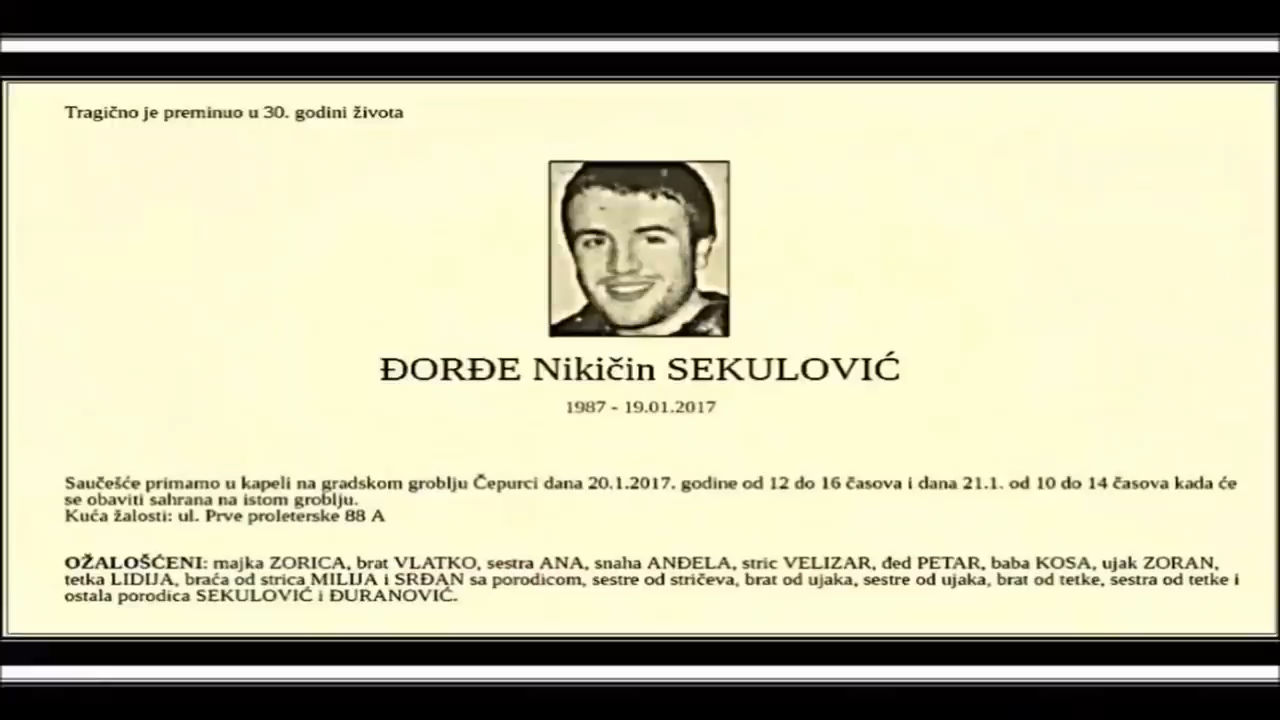 Tragično je preminuo u 30. godini života
ĐORĐE Nikičin SEKULOVIĆ
1987 - 19.01.2017
Saučešće primamo u kapeli na gradskom groblju Čepurci dana 20.1.2017. godine od 12 do 16 časova i dana 21.1. od 10 do 14 časova kada će
se obaviti sahrana na istom groblju.
Kuća žalosti: ul. Prve proleterske 88 A
OŽALOŠĆENI: majka ZORICA, brat VLATKO, sestra ANA, snaha ANĐELA, stric VELIZAR, đed PETAR, baba KOSA, ujak ZORAN,
tetka LIDIJA, braća od strica MILIJA i SRĐAN sa porodicom, sestre od stričeva, brat od ujaka, sestre od ujaka, brat od tetke, sestra od tetke i
ostala porodica SEKULOVIĆ i ĐURANOVIĆ.